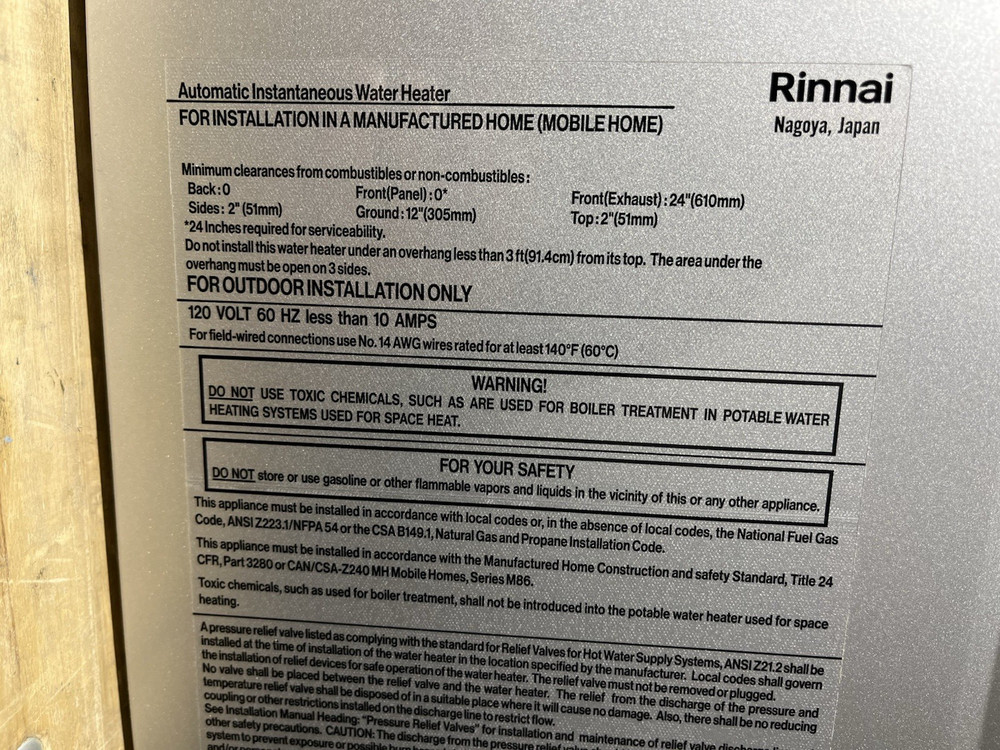 Rinnai
Nagoya, Japan
Automatic Instantaneous Water Heater
FOR INSTALLATION IN A MANUFACTURED HOME (MOBILE HOME)
Minimum clearances from combustibles or non-combustibles:
Back:0 Front(Panel):0* Front(Exhaust):24"(610mm)
Sides: 2" (51mm) Ground:12"(305mm) Top:2"(51mm)
*24 Inches required for serviceability.
Do not install this water heater under an overhang less than 3 ft(91.4cm) from its top. The area under the
overhang must be open on 3 sides.
FOR OUTDOOR INSTALLATION ONLY
120 VOLT 60 HZ less than 10 AMPS
For field-wired connections use No. 14 AWG wires rated for at least 140°F (60°C)
WARNING!
DO NOT USE TOXIC CHEMICALS, SUCH AS ARE USED FOR BOILER TREATMENT IN POTABLE WATER
HEATING SYSTEMS USED FOR SPACE HEAT.
FOR YOUR SAFETY
DO NOT store or use gasoline or other flammable vapors and liquids in the vicinity of this or any other appliance.
This appliance must be installed in accordance with local codes or, in the absence of local codes, the National Fuel Gas
Code, ANSI Z223.1/NFPA 54 or the CSA B149.1, Natural Gas and Propane Installation Code.
This appliance must be installed in accordance with the Manufactured Home Construction and safety Standard, Title 24
CFR, Part 3280 or CAN/CSA-Z240 MH Mobile Homes, Series M86.
Toxic chemicals, such as used for boiler treatment, shall not be introduced into the potable water heater used for space
heating.
A pressure relief valve listed as complying with the standard for Relief Valves for Hot Water Supply Systems, ANSI Z21.2 shall be
installed at the time of installation of the water heater in the location specified by the manufacturer. Local codes shall govern
the installation of relief devices for safe operation of the water heater. The relief valve must not be removed or plugged.
No valve shall be placed between the relief valve and the water heater. The relief from the discharge of the pressure and
temperature relief valve shall be disposed of in a suitable place where it will cause no damage. Also, there shall be no reducing
coupling or other restrictions installed on the discharge line to restrict flow.
See Installation Manual Heading: "Pressure Relief Valves" for installation and maintenance of relief valve
other safety precautions. CAUTION: The discharge from the pressure relief
system to prevent exposure or possible